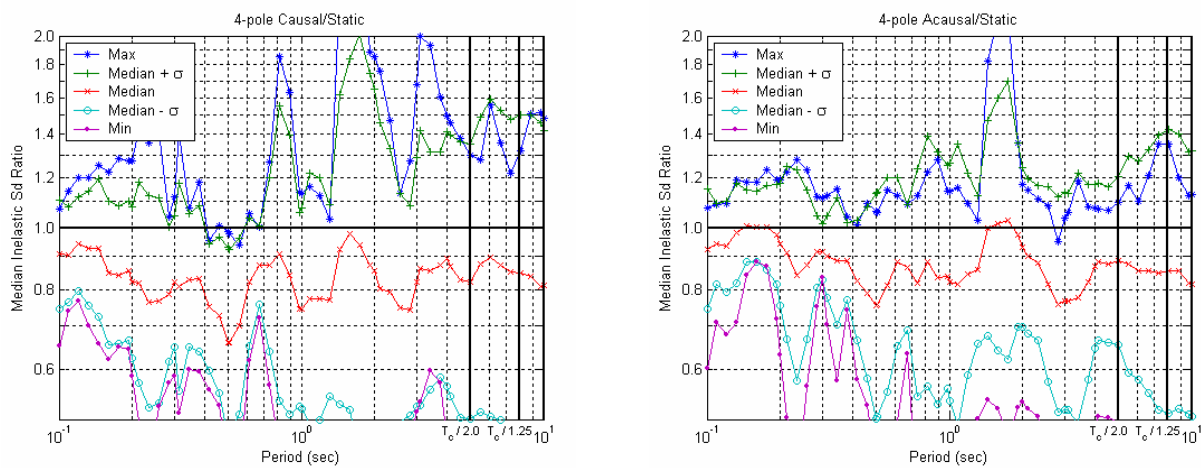 4-pole Causal/Static
Median Inelastic Sd Ratio
2.0
1.8
1.6
1.4
1.2
1.0
0.8
0.6
Max
Median + σ
Median
Median - σ
Min
10^-1
10^0
T_c / 2.0
T_c / 1.25
10^1
Period (sec)
4-pole Acausal/Static
Median Inelastic Sd Ratio
2.0
1.8
1.6
1.4
1.2
1.0
0.8
0.6
Max
Median + σ
Median
Median - σ
Min
10^-1
10^0
T_c / 2.0
T_c / 1.25
10^1
Period (sec)